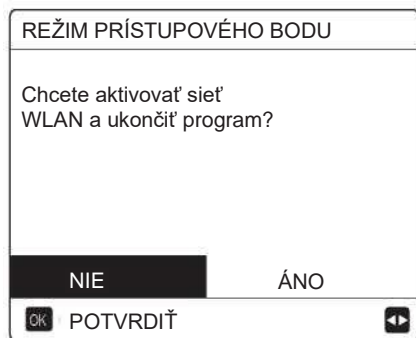 REŽIM PRÍSTUPOVÉHO BODU
Chcete aktivovať sieť
WLAN a ukončiť program?
NIE ÁNO
OK POTVRDIŤ